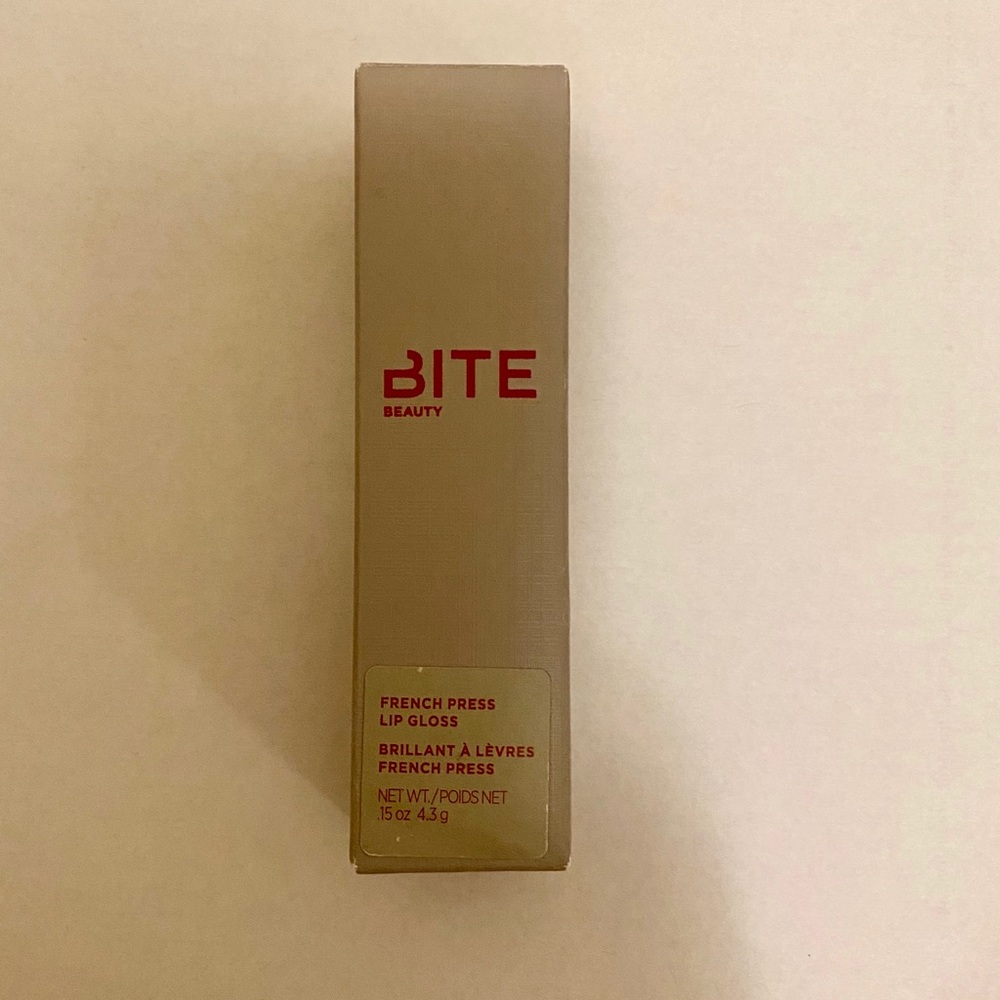 BITE
BEAUTY
FRENCH PRESS
LIP GLOSS
BRILLANT À LÈVRES
FRENCH PRESS
NET WT./POIDS NET
.15 oz 4.3 g